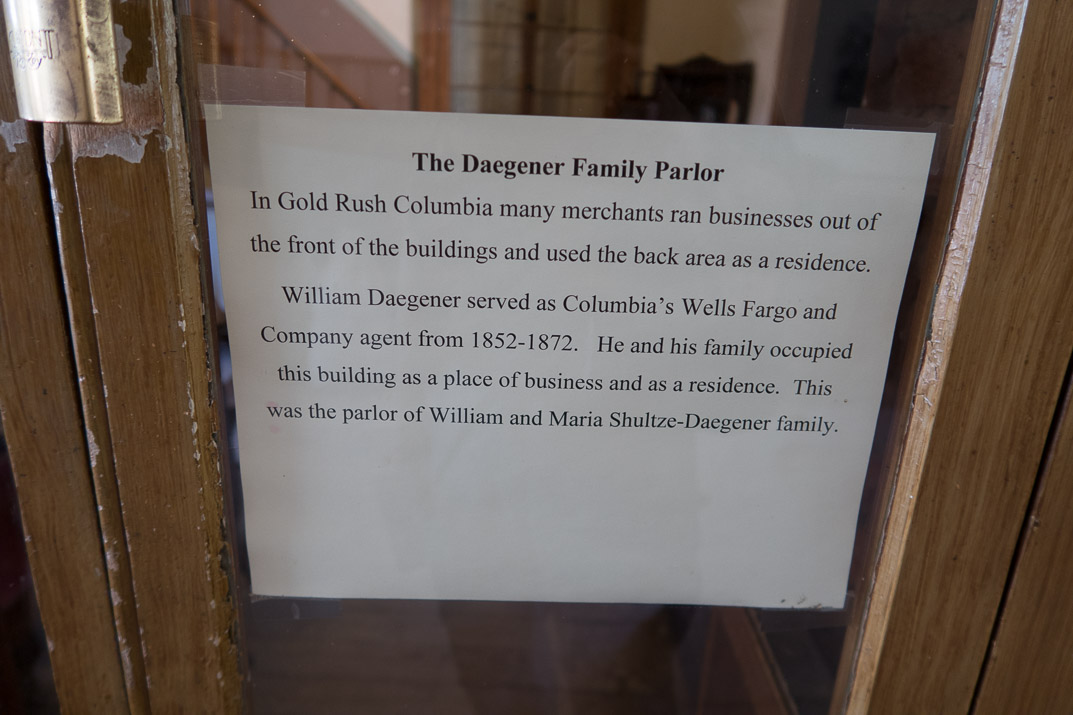 The Daegener Family Parlor
In Gold Rush Columbia many merchants ran businesses out of
the front of the buildings and used the back area as a residence.
William Daegener served as Columbia’s Wells Fargo and
Company agent from 1852-1872. He and his family occupied
this building as a place of business and as a residence. This
was the parlor of William and Maria Shultze-Daegener family.